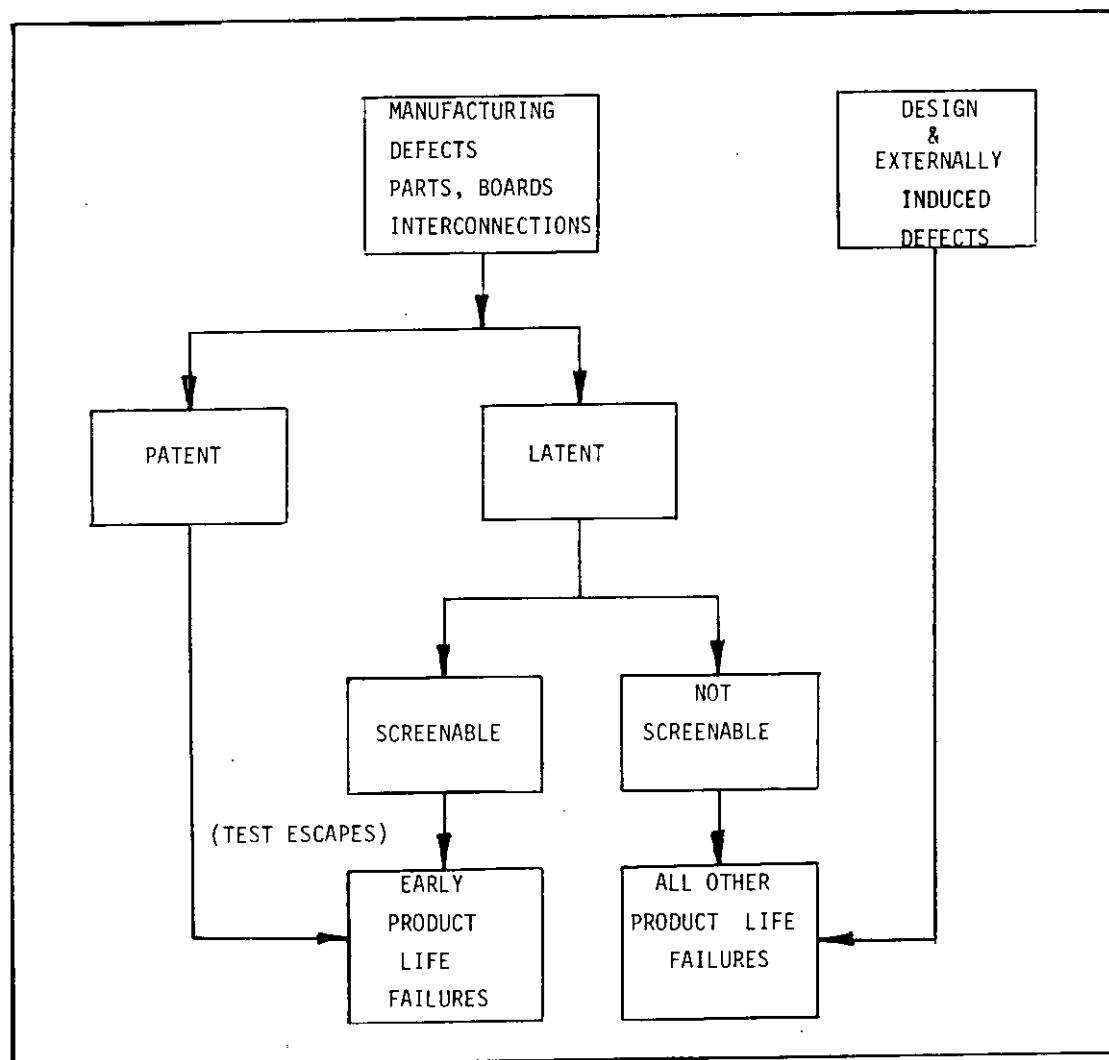 MANUFACTURING
DEFECTS
PARTS, BOARDS
INTERCONNECTIONS
DESIGN
&
EXTERNALLY
INDUCED
DEFECTS
PATENT
LATENT
SCREENABLE
NOT
SCREENABLE
(TEST ESCAPES)
EARLY
PRODUCT
LIFE
FAILURES
ALL OTHER
PRODUCT LIFE
FAILURES